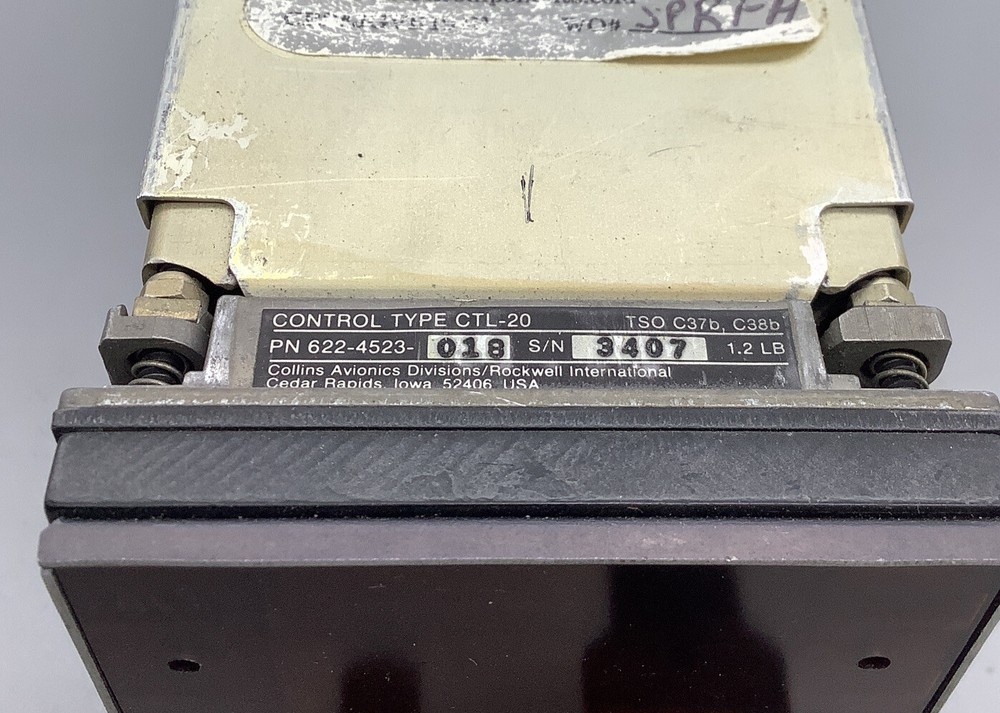 WO# SPRFH
CONTROL TYPE CTL-20 TSO C37b, C38b
PN 622-4523- 018 S/N 3407 1.2 LB
Collins Avionics Divisions/Rockwell International
Cedar Rapids, Iowa 52406 USA